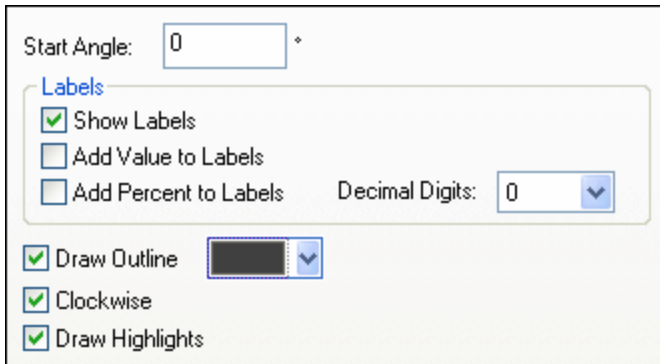 Start Angle: 0 °
Labels
Show Labels
Add Value to Labels
Add Percent to Labels Decimal Digits: 0
Draw Outline
Clockwise
Draw Highlights